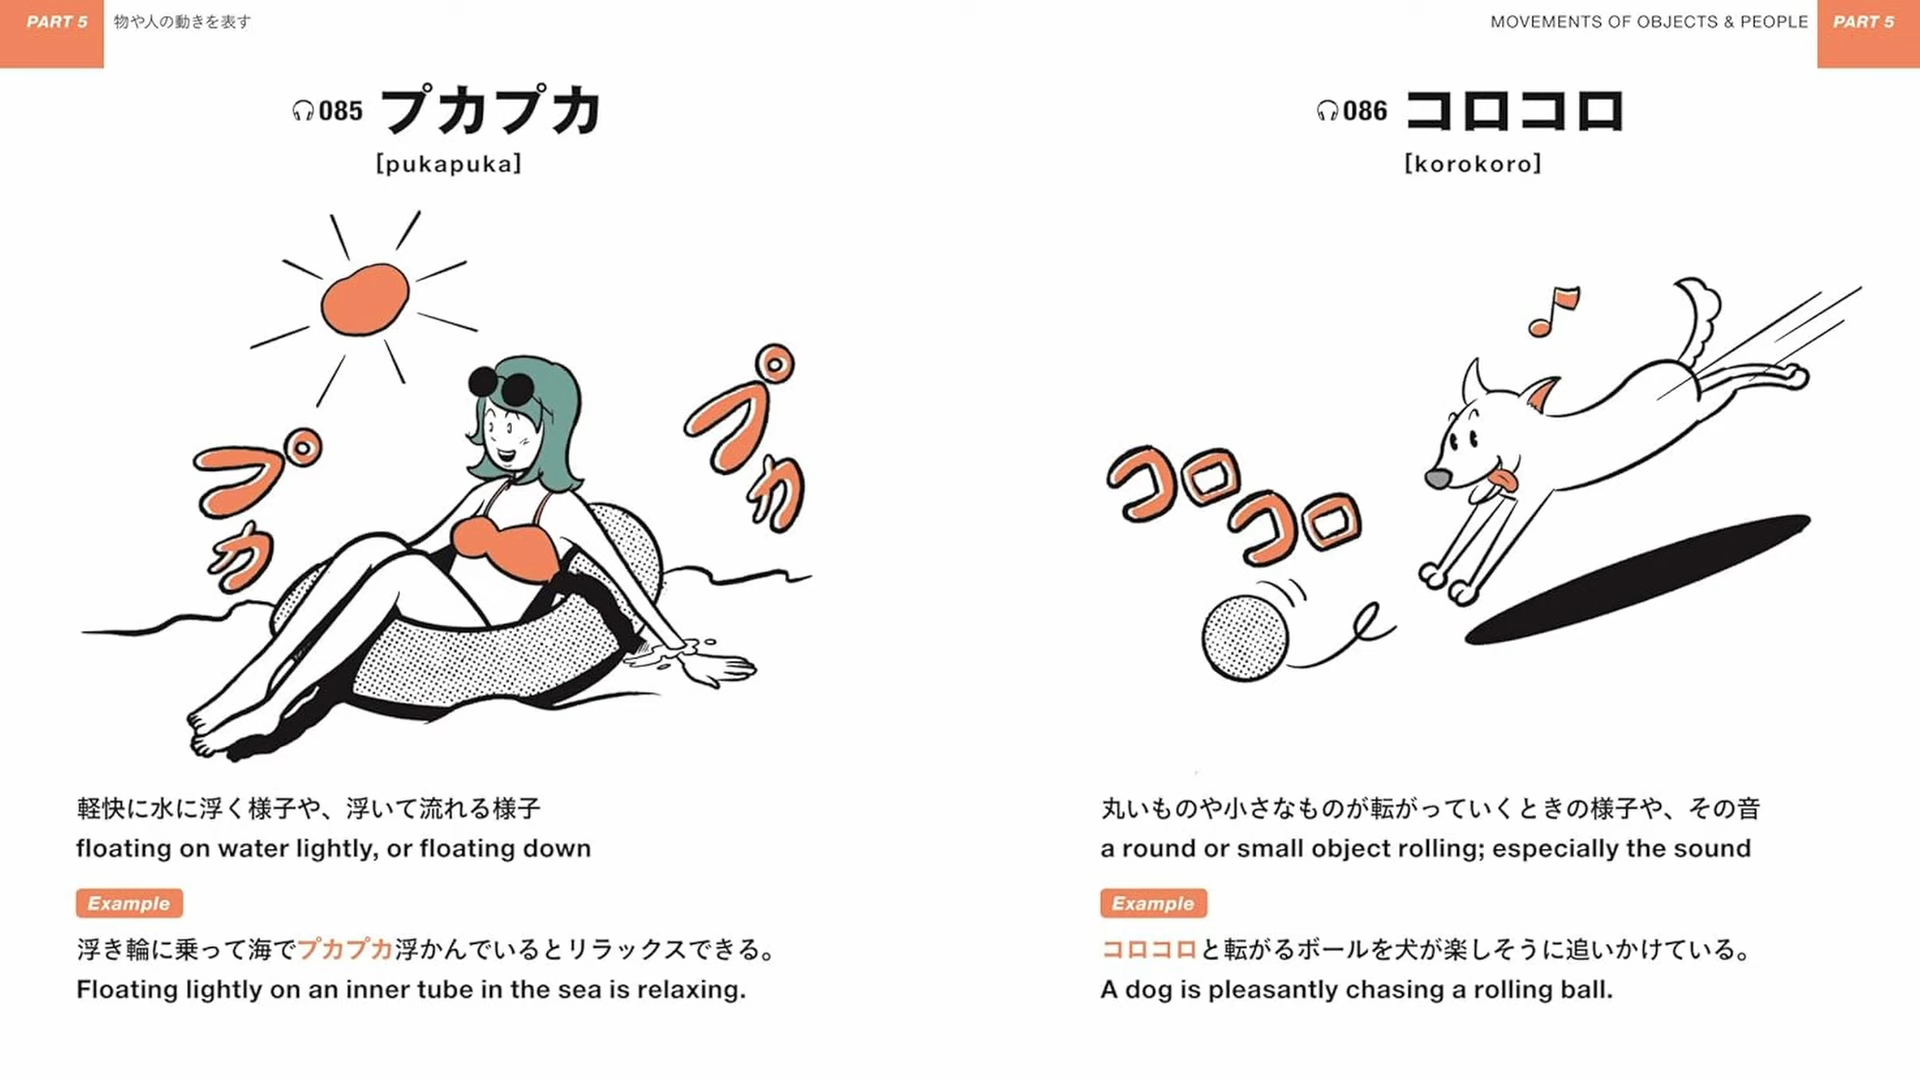 PART 5 物や人の動きを表す
085 プカプカ
[pukapuka]
プカ
プカ
軽快に水に浮く様子や、浮いて流れる様子
floating on water lightly, or floating down
Example
浮き輪に乗って海でプカプカ浮かんでいるとリラックスできる。
Floating lightly on an inner tube in the sea is relaxing.
MOVEMENTS OF OBJECTS & PEOPLE PART 5
086 コロコロ
[korokoro]
コロコロ
丸いものや小さなものが転がっていくときの様子や、その音
a round or small object rolling; especially the sound
Example
コロコロと転がるボールを犬が楽しそうに追いかけている。
A dog is pleasantly chasing a rolling ball.